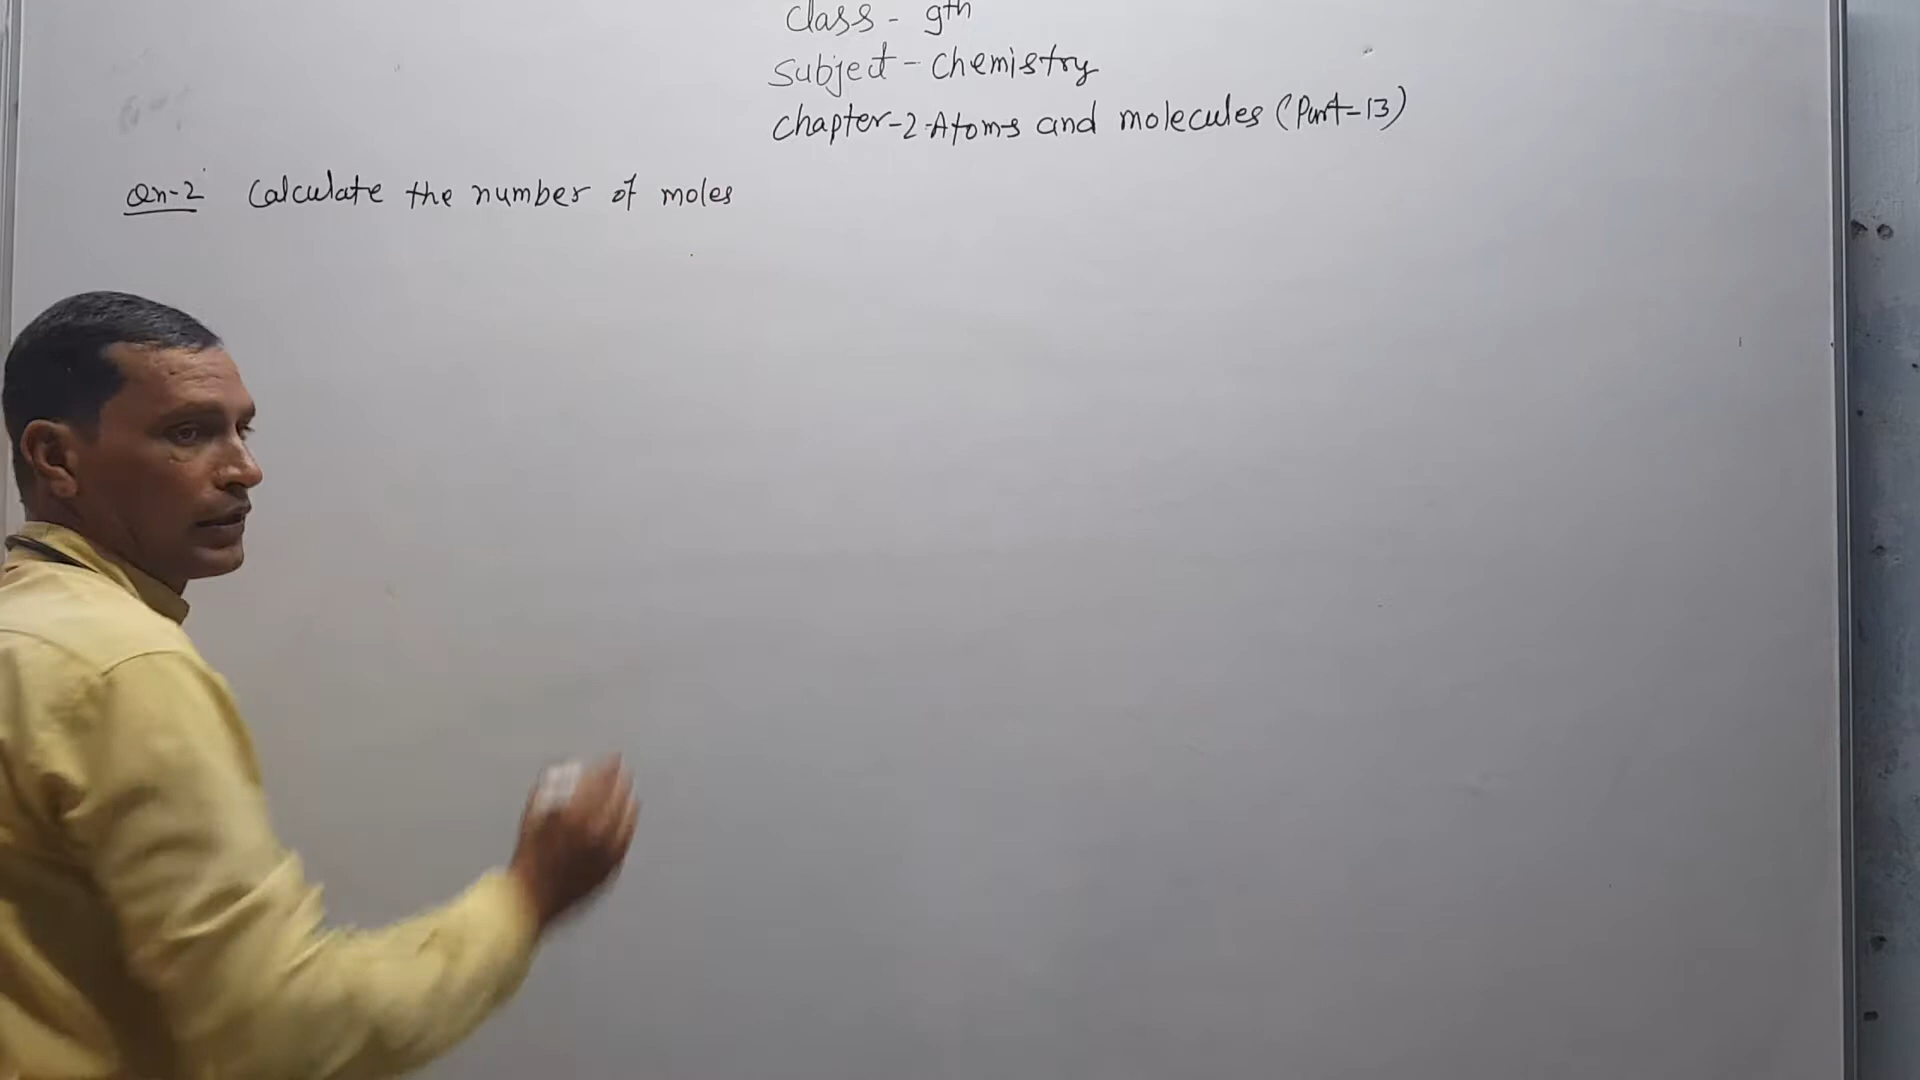 Class - 9th
Subject - Chemistry
Chapter-2-Atoms and molecules (Part-13)
Qn-2 Calculate the number of moles